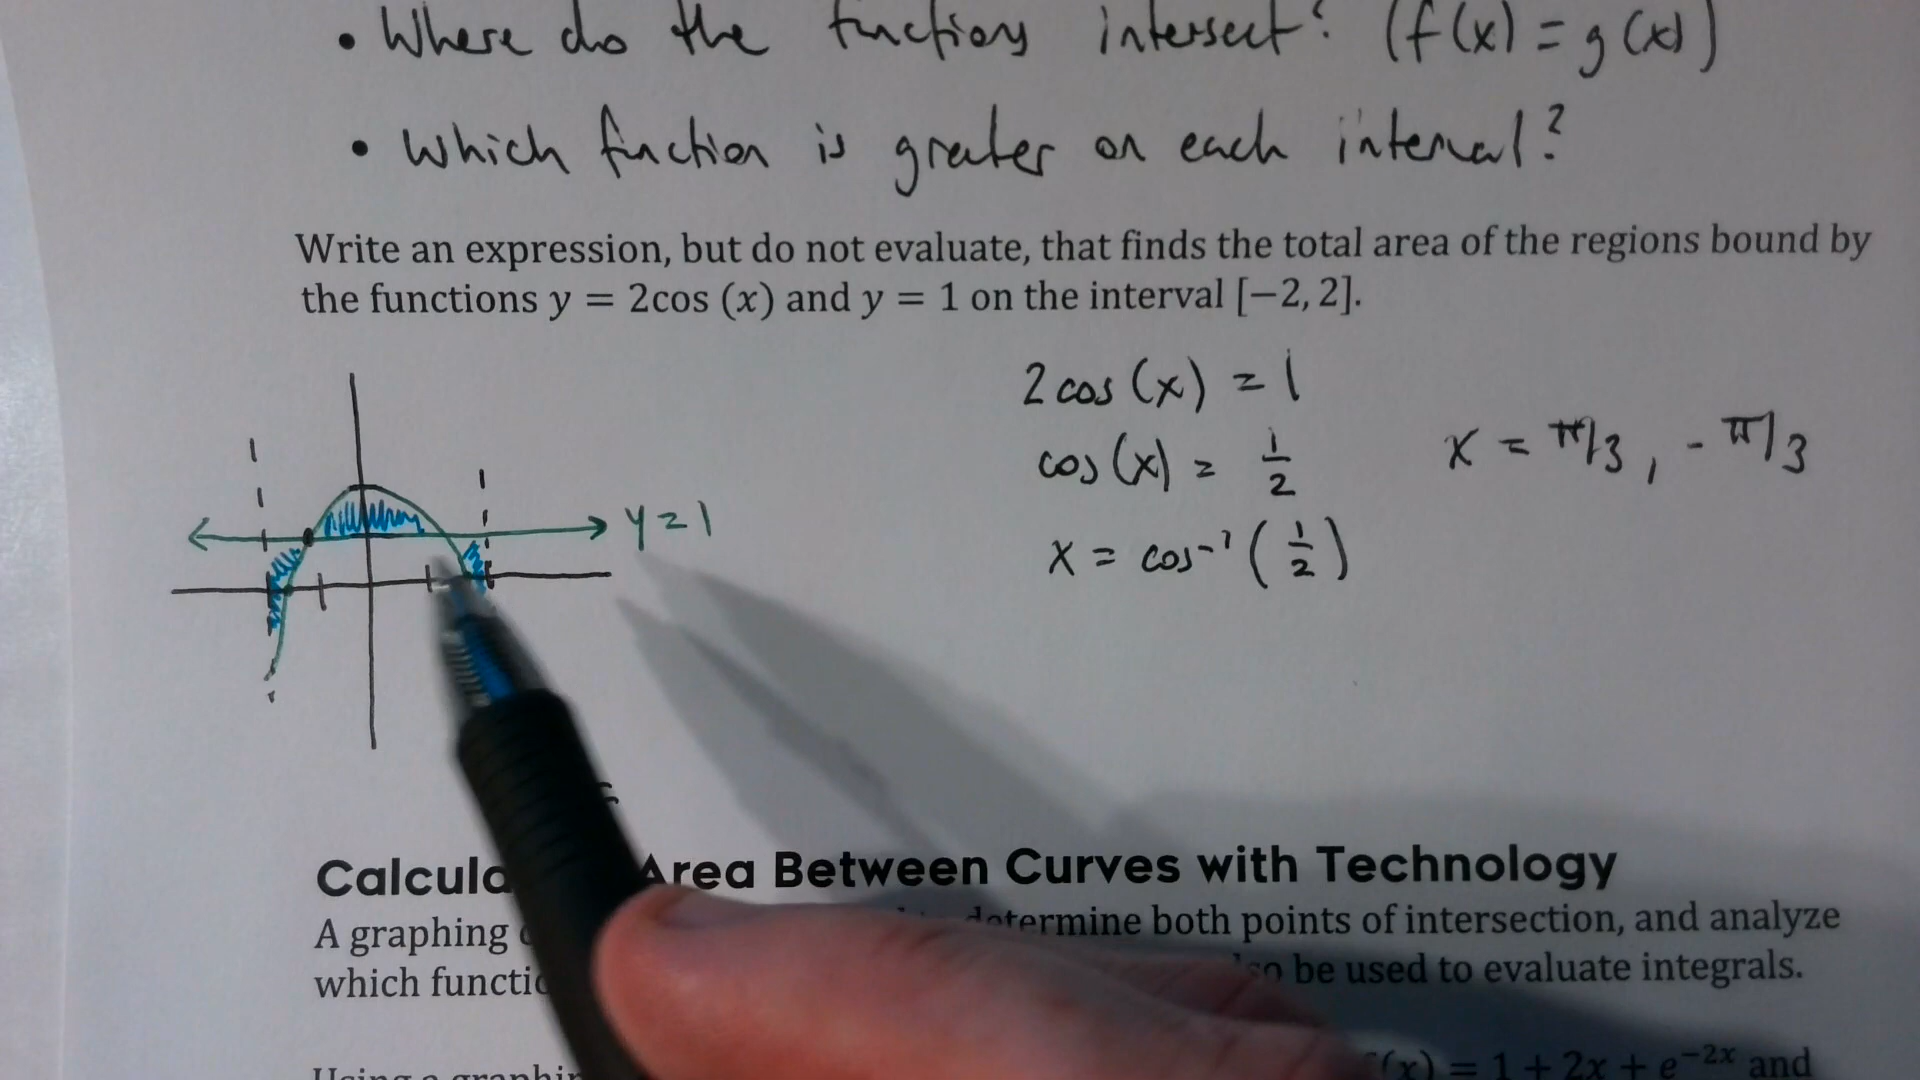 • Where do the functions intersect? (f(x) = g(x))
• Which function is greater on each interval?
Write an expression, but do not evaluate, that finds the total area of the regions bound by
the functions y = 2cos (x) and y = 1 on the interval [−2, 2].
2 cos (x) = 1
cos (x) = 1/2
x = π/3, - π/3
y = 1
x = cos⁻¹ (1/2)
Area Between Curves with Technology
A graphing determine both points of intersection, and analyze
which be used to evaluate integrals.
(x) = 1 + 2x + e^{−2x} and